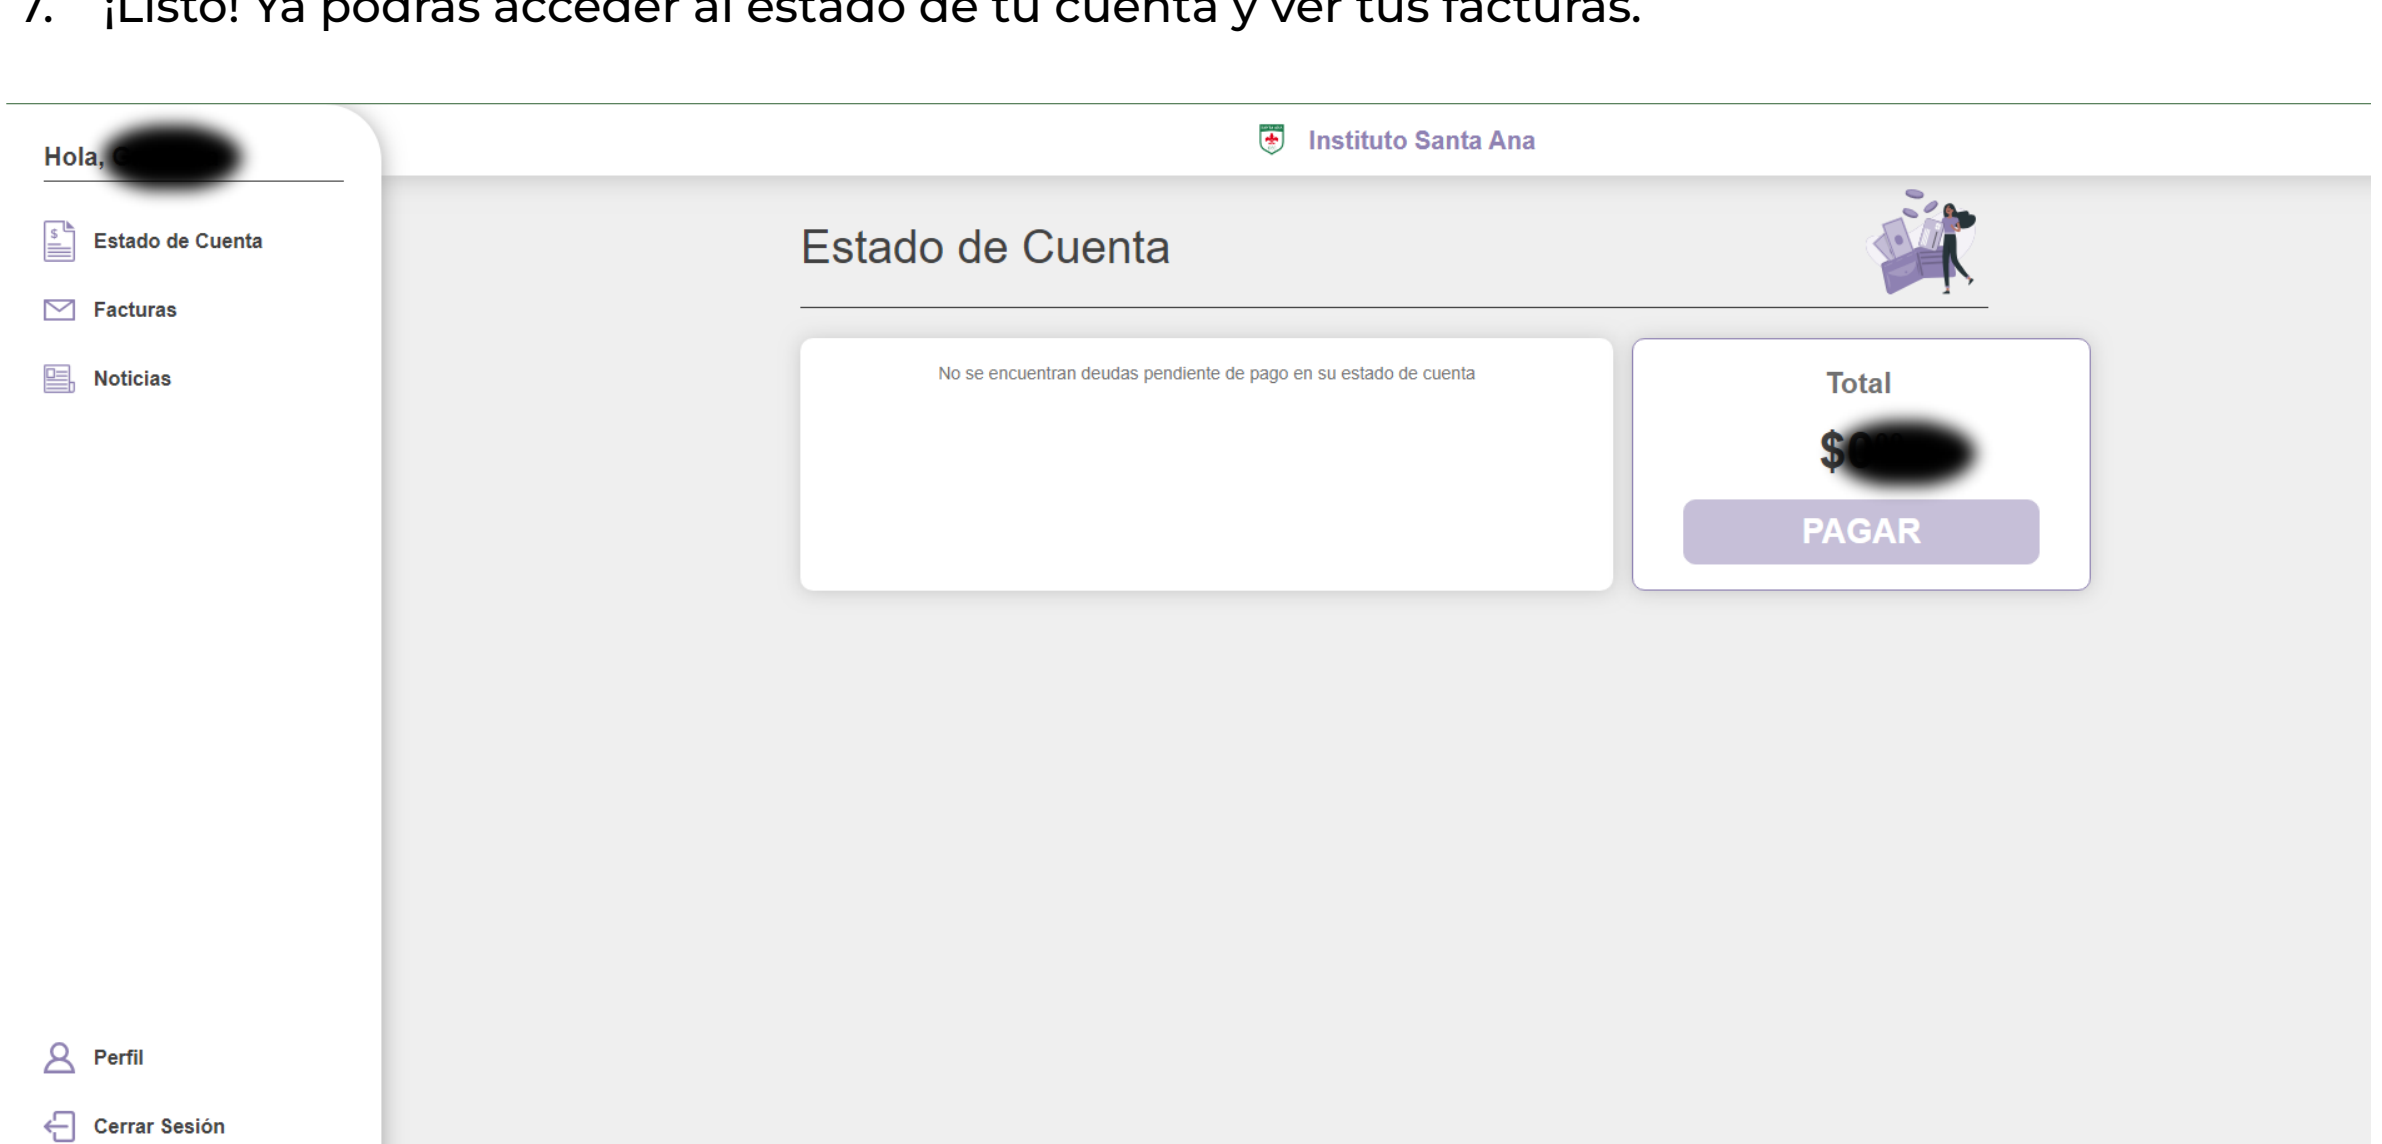 7. ¡Listo! Ya podrás acceder al estado de tu cuenta y ver tus facturas.
Hola,
Instituto Santa Ana
Estado de Cuenta
Facturas
Noticias
Estado de Cuenta
No se encuentran deudas pendiente de pago en su estado de cuenta
Total
$0
PAGAR
Perfil
Cerrar Sesión